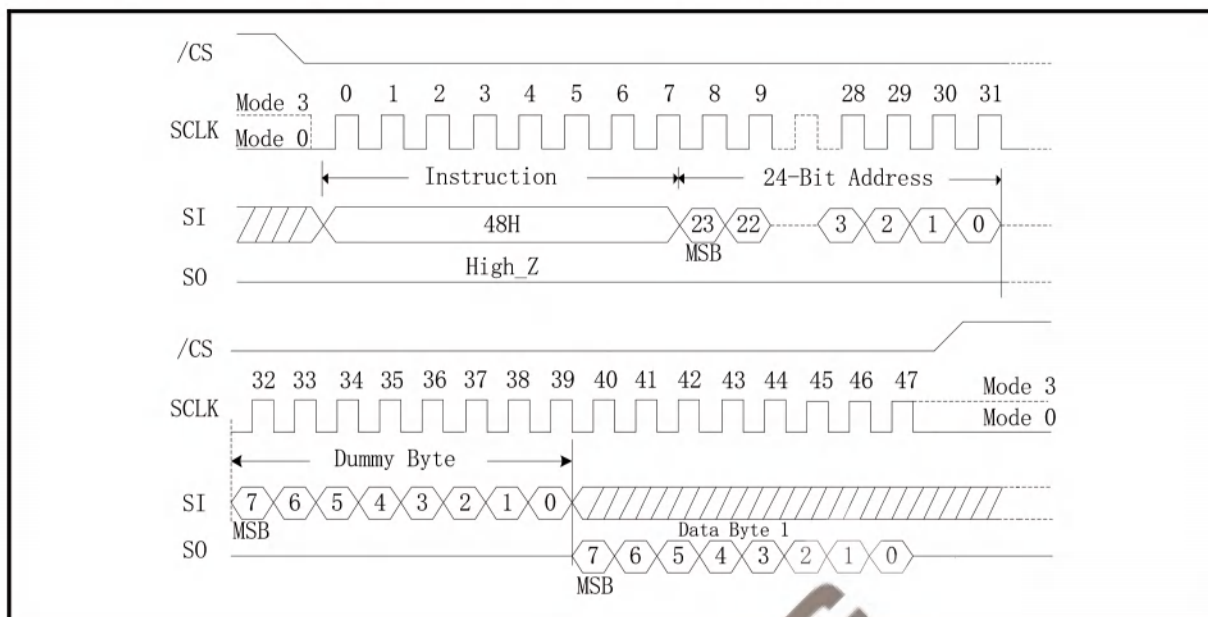 /CS
0 1 2 3 4 5 6 7 8 9 28 29 30 31
Mode 3
SCLK
Mode 0
Instruction 24-Bit Address
SI 48H 23 22 3 2 1 0
MSB
High_Z
SO
/CS
32 33 34 35 36 37 38 39 40 41 42 43 44 45 46 47
Mode 3
SCLK
Mode 0
Dummy Byte
SI 7 6 5 4 3 2 1 0
MSB
Data Byte 1
SO 7 6 5 4 3 2 1 0
MSB